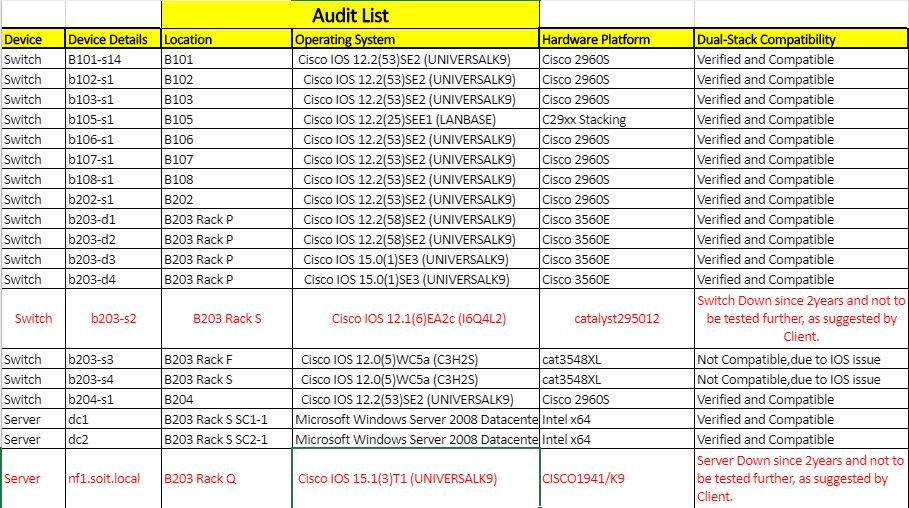 Audit List
Device Device Details Location Operating System Hardware Platform Dual-Stack Compatibility
Switch B101-s14 B101 Cisco IOS 12.2(53)SE2 (UNIVERSALK9) Cisco 2960S Verified and Compatible
Switch b102-s1 B102 Cisco IOS 12.2(53)SE2 (UNIVERSALK9) Cisco 2960S Verified and Compatible
Switch b103-s1 B103 Cisco IOS 12.2(53)SE2 (UNIVERSALK9) Cisco 2960S Verified and Compatible
Switch b105-s1 B105 Cisco IOS 12.2(25)SEE1 (LANBASE) C29xx Stacking Verified and Compatible
Switch b106-s1 B106 Cisco IOS 12.2(53)SE2 (UNIVERSALK9) Cisco 2960S Verified and Compatible
Switch b107-s1 B107 Cisco IOS 12.2(53)SE2 (UNIVERSALK9) Cisco 2960S Verified and Compatible
Switch b108-s1 B108 Cisco IOS 12.2(53)SE2 (UNIVERSALK9) Cisco 2960S Verified and Compatible
Switch b202-s1 B202 Cisco IOS 12.2(53)SE2 (UNIVERSALK9) Cisco 2960S Verified and Compatible
Switch b203-d1 B203 Rack P Cisco IOS 12.2(58)SE2 (UNIVERSALK9) Cisco 3560E Verified and Compatible
Switch b203-d2 B203 Rack P Cisco IOS 12.2(58)SE2 (UNIVERSALK9) Cisco 3560E Verified and Compatible
Switch b203-d3 B203 Rack P Cisco IOS 15.0(1)SE3 (UNIVERSALK9) Cisco 3560E Verified and Compatible
Switch b203-d4 B203 Rack P Cisco IOS 15.0(1)SE3 (UNIVERSALK9) Cisco 3560E Verified and Compatible
Switch b203-s2 B203 Rack S Cisco IOS 12.1(6)EA2c (I6Q4L2) catalyst295012 Switch Down since 2years and not to
be tested further, as suggested by
Client.
Switch b203-s3 B203 Rack F Cisco IOS 12.0(5)WC5a (C3H2S) cat3548XL Not Compatible,due to IOS issue
Switch b203-s4 B203 Rack S Cisco IOS 12.0(5)WC5a (C3H2S) cat3548XL Not Compatible,due to IOS issue
Switch b204-s1 B204 Cisco IOS 12.2(53)SE2 (UNIVERSALK9) Cisco 2960S Verified and Compatible
Server dc1 B203 Rack S SC1-1 Microsoft Windows Server 2008 Datacente Intel x64 Verified and Compatible
Server dc2 B203 Rack S SC2-1 Microsoft Windows Server 2008 Datacente Intel x64 Verified and Compatible
Server nf1.soit.local B203 Rack Q Cisco IOS 15.1(3)T1 (UNIVERSALK9) CISCO1941/K9 Server Down since 2years and not to
be tested further, as suggested by
Client.